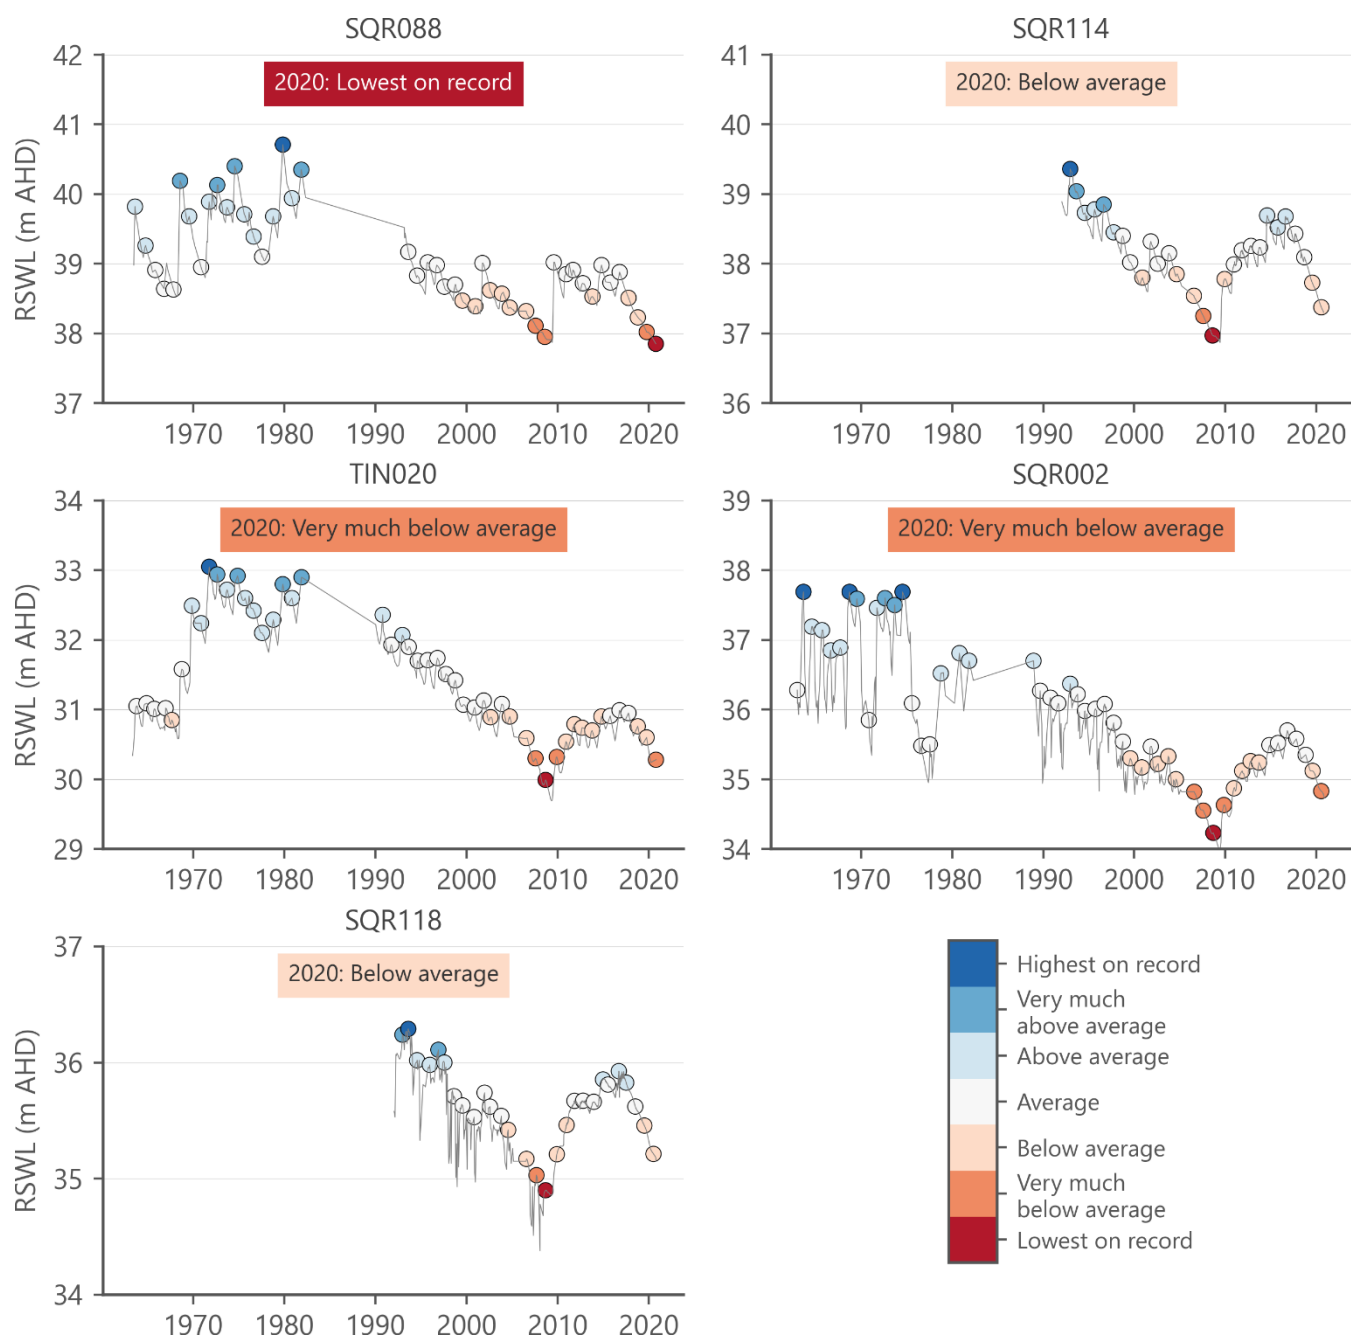 SQR088
42
41
40
39
38
37
RSWL (m AHD)
2020: Lowest on record
1970 1980 1990 2000 2010 2020
SQR114
41
40
39
38
37
36
2020: Below average
1970 1980 1990 2000 2010 2020
TIN020
34
33
32
31
30
29
RSWL (m AHD)
2020: Very much below average
1970 1980 1990 2000 2010 2020
SQR002
39
38
37
36
35
34
2020: Very much below average
1970 1980 1990 2000 2010 2020
SQR118
37
36
35
34
RSWL (m AHD)
2020: Below average
1970 1980 1990 2000 2010 2020
Highest on record
Very much
above average
Above average
Average
Below average
Very much
below average
Lowest on record